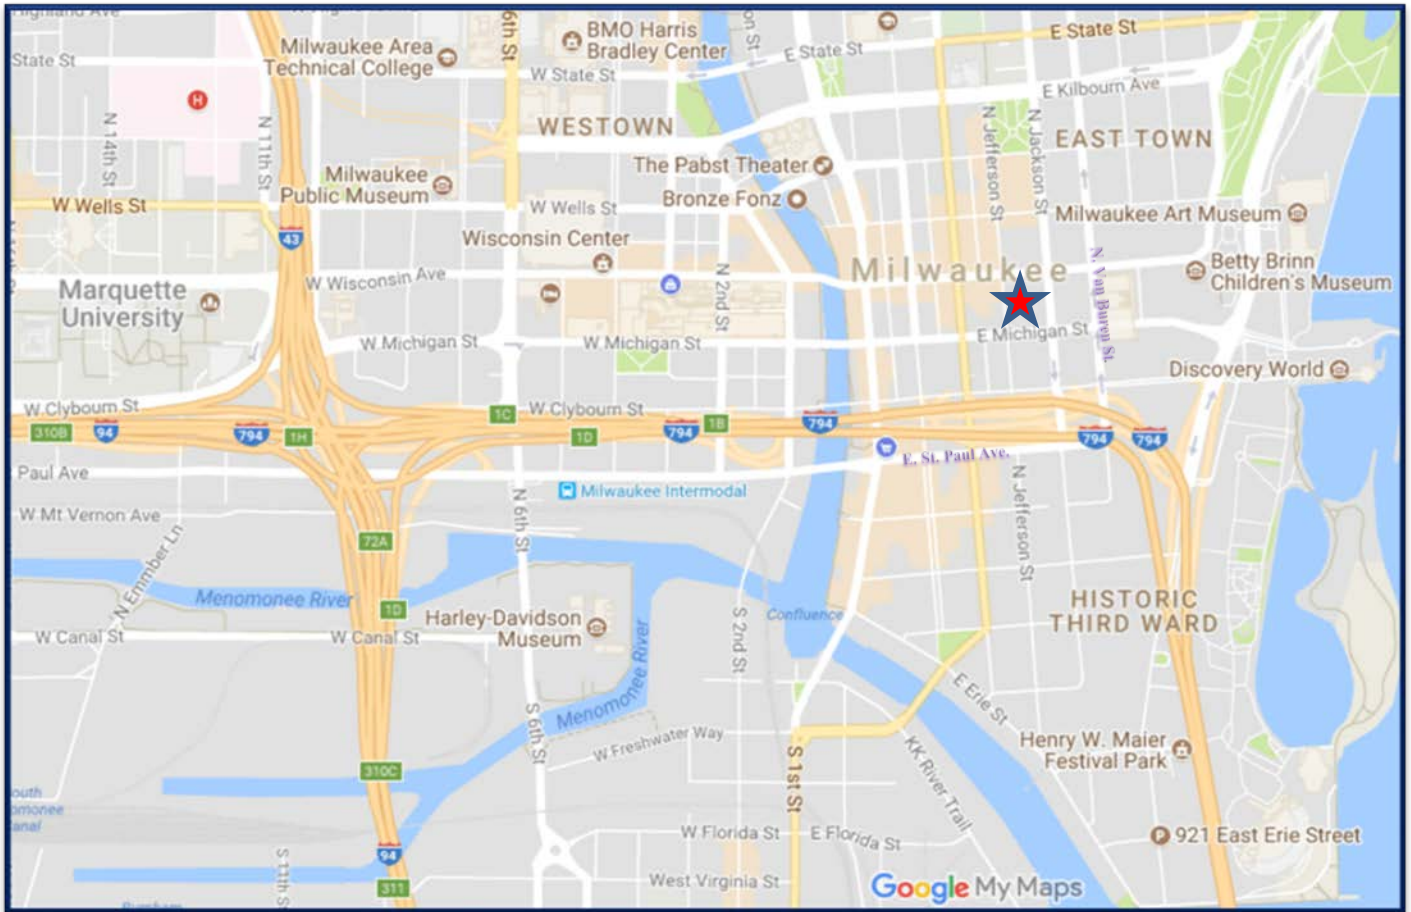 Highland Ave
6th St
BMO Harris
Bradley Center
E State St
E State St
State St
Milwaukee Area
Technical College
W State St
E Kilbourn Ave
H
N 14th St
N 11th St
WESTOWN
N Jefferson St
N Jackson St
EAST TOWN
The Pabst Theater
Milwaukee
Public Museum
Bronze Fonz
W Wells St
W Wells St
Milwaukee Art Museum
43
Wisconsin Center
Milwaukee
N. Van Buren St.
Betty Brinn
Children's Museum
W Wisconsin Ave
N 2nd St
Marquette
University
W Michigan St
W Michigan St
E Michigan St
Discovery World
W Clybourn St
1C
W Clybourn St
310B
94
794
1H
1D
794
1B
794
794
794
E. St. Paul Ave.
Paul Ave
Milwaukee Intermodal
N 6th St
N Jefferson St
W Mt Vernon Ave
72A
N Emmber Ln
Menomonee River
1D
Harley-Davidson
Museum
S 2nd St
Confluence
HISTORIC
THIRD WARD
W Canal St
W Canal St
Menomonee River
S 6th St
E Erie St
W Freshwater Way
Henry W. Maier
Festival Park
S 1st St
KK River Trail
310C
outh
omonee
anal
W Florida St
E Florida St
P
921 East Erie Street
94
S 11th St
311
West Virginia St
Google My Maps